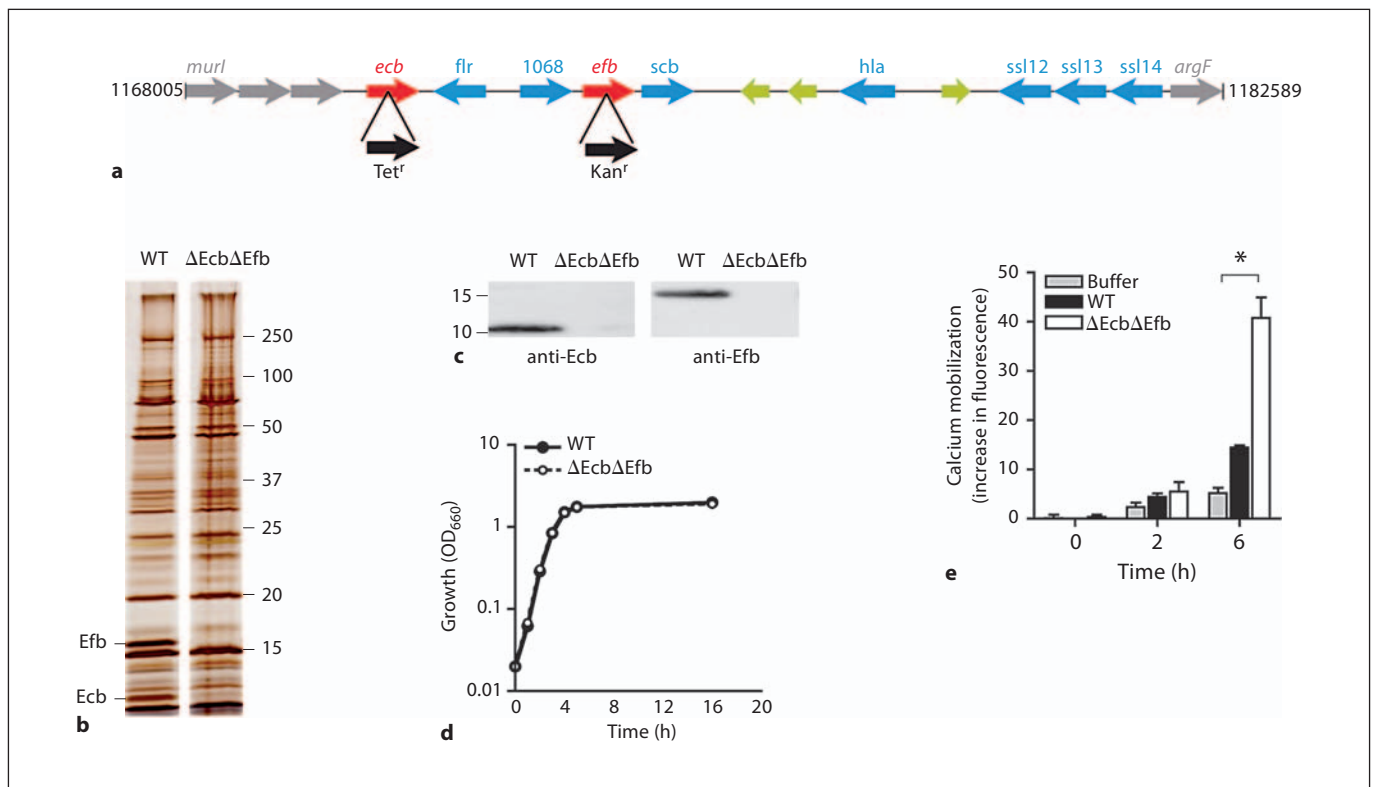 murI ecb flr 1068 efb scb hla ssl12 ssl13 ssl14 argF
1168005 1182589
Tetʳ Kanʳ
a
WT ΔEcbΔEfb
250
100
50
37
25
20
15
Efb
Ecb
b
WT ΔEcbΔEfb WT ΔEcbΔEfb
15
10
anti-Ecb anti-Efb
c
WT
ΔEcbΔEfb
Growth (OD₆₆₀)
10
1
0.1
0.01
0 4 8 12 16 20
Time (h)
d
*
Buffer
WT
ΔEcbΔEfb
Calcium mobilization
(increase in fluorescence)
50
40
30
20
10
0
0 2 6
Time (h)
e